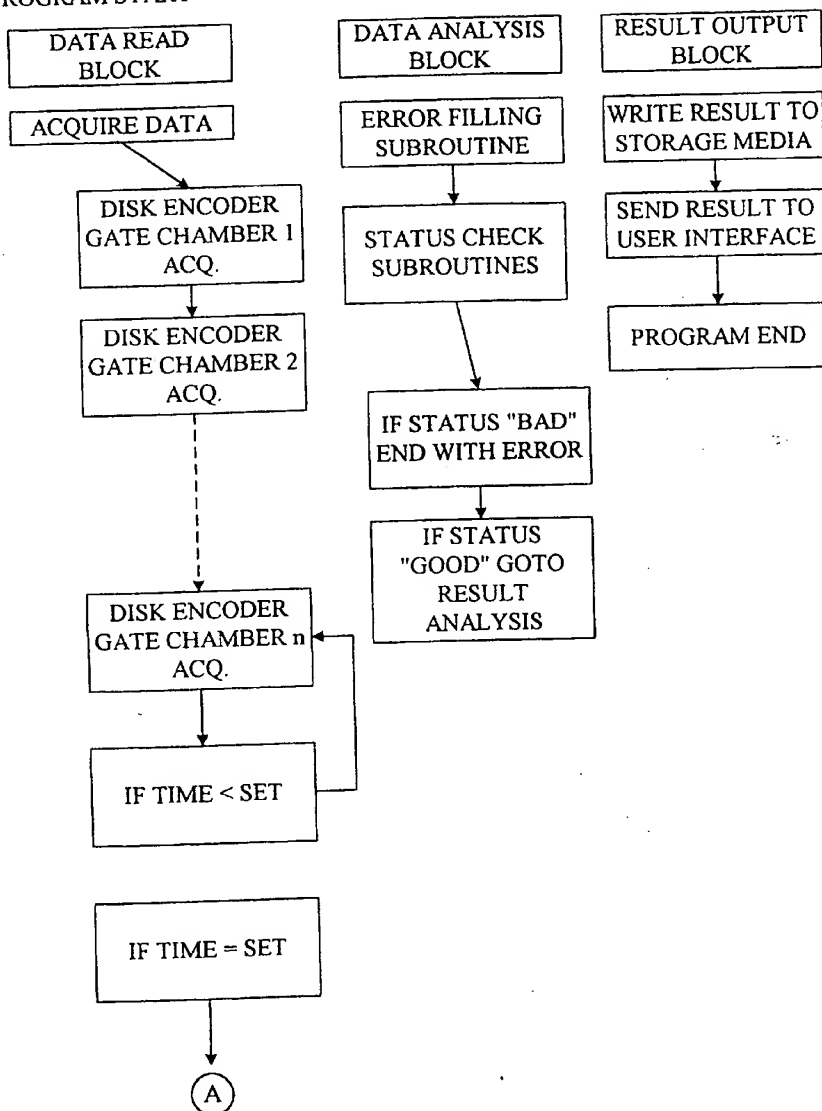 DATA READ
BLOCK
ACQUIRE DATA
DISK ENCODER
GATE CHAMBER 1
ACQ.
DISK ENCODER
GATE CHAMBER 2
ACQ.
DISK ENCODER
GATE CHAMBER n
ACQ.
IF TIME < SET
IF TIME = SET
A
DATA ANALYSIS
BLOCK
ERROR FILLING
SUBROUTINE
STATUS CHECK
SUBROUTINES
IF STATUS "BAD"
END WITH ERROR
IF STATUS
"GOOD" GOTO
RESULT
ANALYSIS
RESULT OUTPUT
BLOCK
WRITE RESULT TO
STORAGE MEDIA
SEND RESULT TO
USER INTERFACE
PROGRAM END